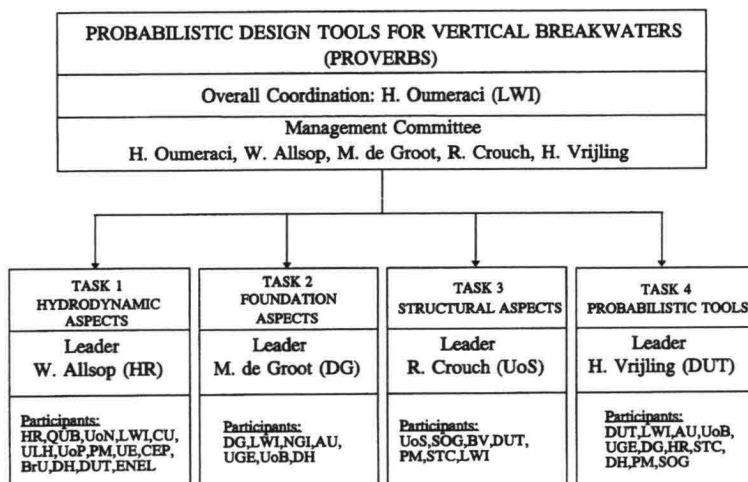 PROBABILISTIC DESIGN TOOLS FOR VERTICAL BREAKWATERS
(PROVERBS)
Overall Coordination: H. Oumeraci (LWI)
Management Committee
H. Oumeraci, W. Allsop, M. de Groot, R. Crouch, H. Vrijling
TASK 1
HYDRODYNAMIC
ASPECTS
Leader
W. Allsop (HR)
Participants:
HR,QUB,UoN,LWI,CU,
ULH,UoP,PM,UE,CEP,
BrU,DH,DUT,ENEL
TASK 2
FOUNDATION
ASPECTS
Leader
M. de Groot (DG)
Participants:
DG,LWI,NGI,AU,
UGE,UoB,DH
TASK 3
STRUCTURAL ASPECTS
Leader
R. Crouch (UoS)
Participants:
UoS,SOG,BV,DUT,
PM,STC,LWI
TASK 4
PROBABILISTIC TOOLS
Leader
H. Vrijling (DUT)
Participants:
DUT,LWI,AU,UoB,
UGE,DG,HR,STC,
DH,PM,SOG